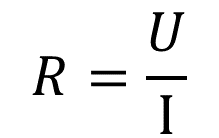 R = U / I